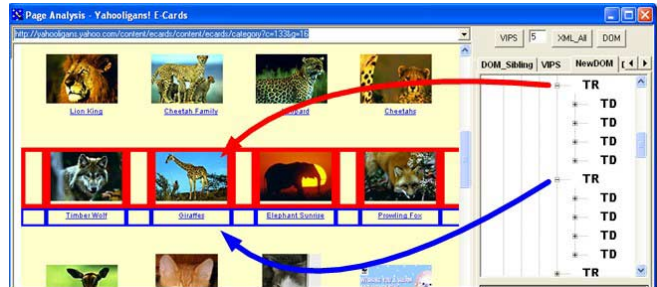 Page Analysis - Yahooligans! E-Cards
http://yahooligans.yahoo.com/content/ecards/content/ecards/category?c=133&g=16
VIPS 5 XML_All DOM
DOM_Sibling VIPS NewDOM
Lion King Cheetah Family Leopard Cheetahs
Timber Wolf Giraffes Elephant Sunrise Prowling Fox
TR
TD
TD
TD
TD
TR
TD
TD
TD
TD
TR